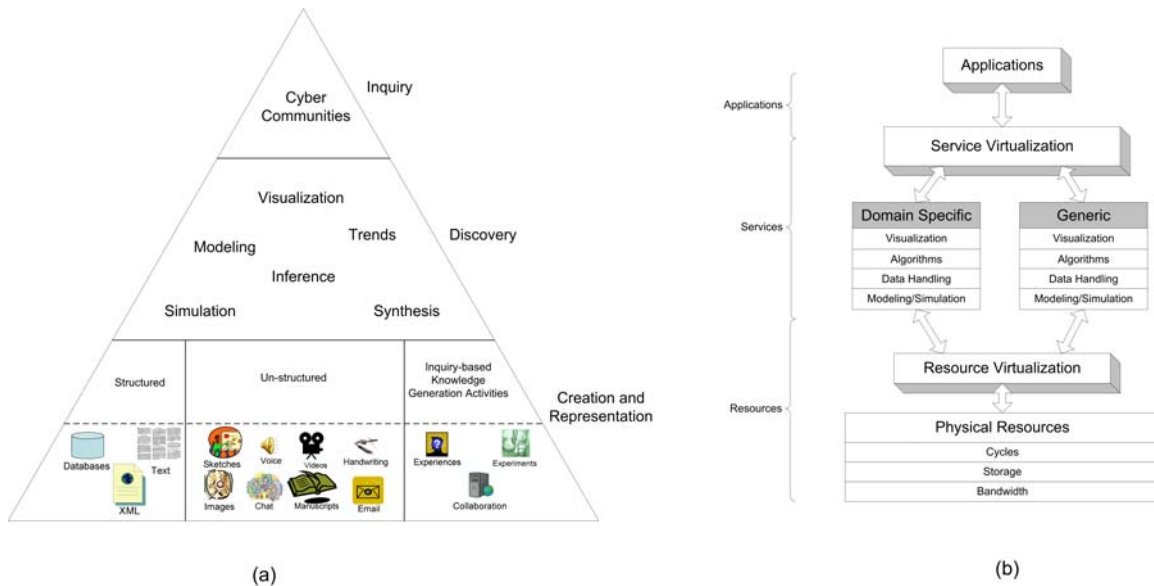 Cyber
Communities
Inquiry
Visualization
Trends
Modeling
Inference
Simulation
Synthesis
Discovery
Structured
Un-structured
Inquiry-based
Knowledge
Generation Activities
Creation and
Representation
Databases
Text
XML
Sketches
Voice
Videos
Handwriting
Images
Chat
Manuscripts
Email
Experiences
Experiments
Collaboration
(a)
Applications
Services
Resources
Applications
Service Virtualization
Domain Specific
Visualization
Algorithms
Data Handling
Modeling/Simulation
Generic
Visualization
Algorithms
Data Handling
Modeling/Simulation
Resource Virtualization
Physical Resources
Cycles
Storage
Bandwidth
(b)